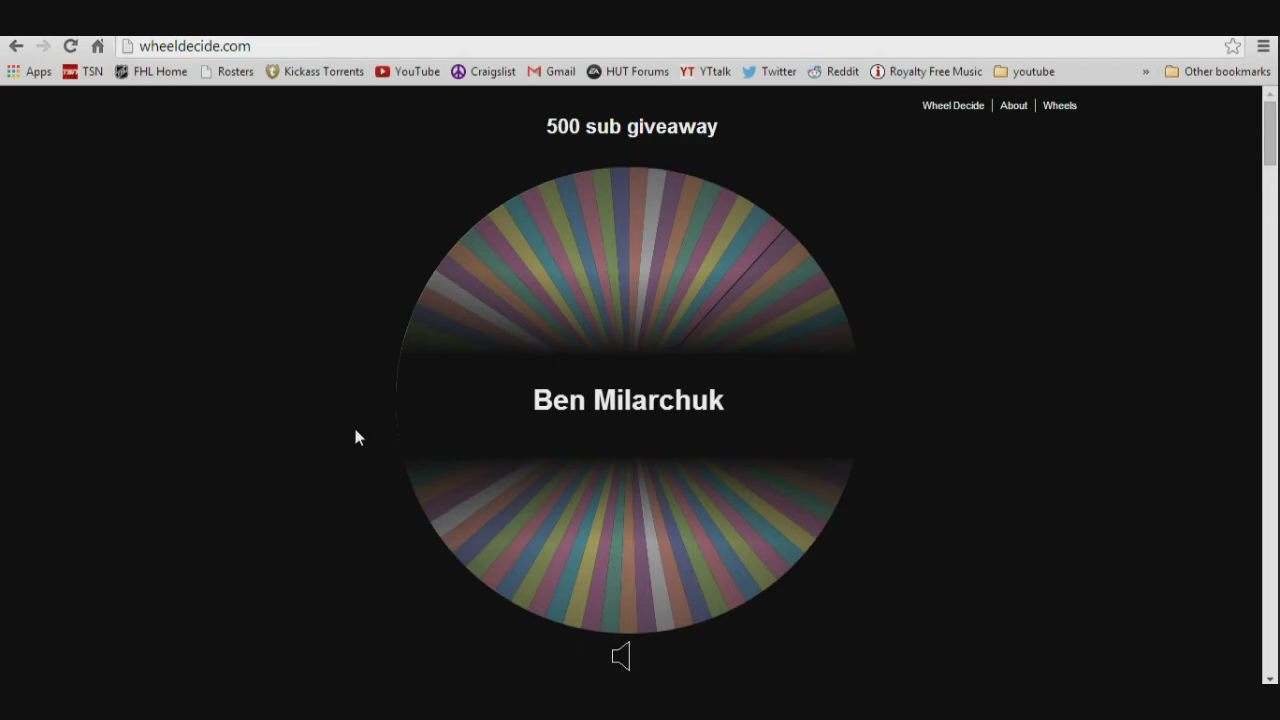 wheeldecide.com
Apps TSN FHL Home Rosters Kickass Torrents YouTube Craigslist Gmail HUT Forums YT YTtalk Twitter Reddit Royalty Free Music youtube » Other bookmarks
Wheel Decide | About | Wheels
500 sub giveaway
Ben Milarchuk